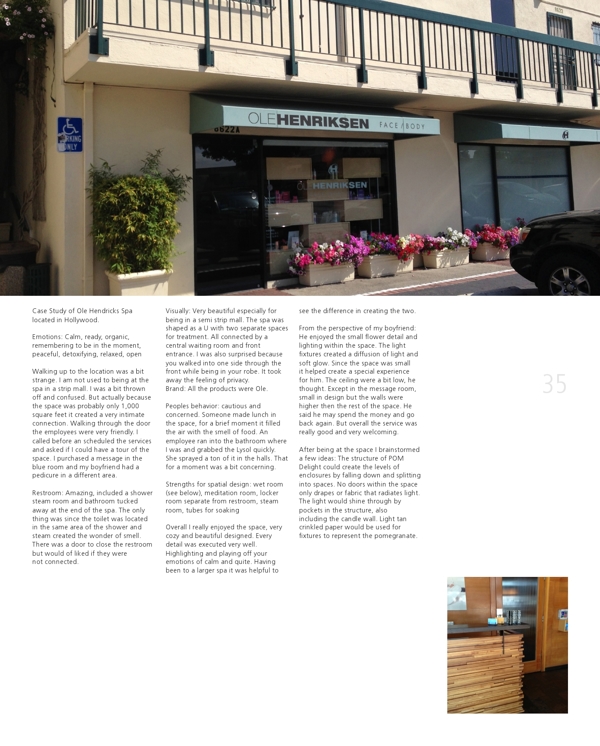 OLEHENRIKSEN FACE/BODY
8622A
PARKING
ONLY
OLEHENRIKSEN
Case Study of Ole Hendricks Spa
located in Hollywood.
Emotions: Calm, ready, organic,
remembering to be in the moment,
peaceful, detoxifying, relaxed, open
Walking up to the location was a bit
strange. I am not used to being at the
spa in a strip mall. I was a bit thrown
off and confused. But actually because
the space was probably only 1,000
square feet it created a very intimate
connection. Walking through the door
the employees were very friendly. I
called before an scheduled the services
and asked if I could have a tour of the
space. I purchased a message in the
blue room and my boyfriend had a
pedicure in a different area.
Restroom: Amazing, included a shower
steam room and bathroom tucked
away at the end of the spa. The only
thing was since the toilet was located
in the same area of the shower and
steam created the wonder of smell.
There was a door to close the restroom
but would of liked if they were
not connected.
Visually: Very beautiful especially for
being in a semi strip mall. The spa was
shaped as a U with two separate spaces
for treatment. All connected by a
central waiting room and front
entrance. I was also surprised because
you walked into one side through the
front while being in your robe. It took
away the feeling of privacy.
Brand: All the products were Ole.
Peoples behavior: cautious and
concerned. Someone made lunch in
the space, for a brief moment it filled
the air with the smell of food. An
employee ran into the bathroom where
I was and grabbed the Lysol quickly.
She sprayed a ton of it in the halls. That
for a moment was a bit concerning.
Strengths for spatial design: wet room
(see below), meditation room, locker
room separate from restroom, steam
room, tubes for soaking
Overall I really enjoyed the space, very
cozy and beautiful designed. Every
detail was executed very well.
Highlighting and playing off your
emotions of calm and quite. Having
been to a larger spa it was helpful to
see the difference in creating the two.
From the perspective of my boyfriend:
He enjoyed the small flower detail and
lighting within the space. The light
fixtures created a diffusion of light and
soft glow. Since the space was small
it helped create a special experience
for him. The ceiling were a bit low, he
thought. Except in the message room,
small in design but the walls were
higher then the rest of the space. He
said he may spend the money and go
back again. But overall the service was
really good and very welcoming.
After being at the space I brainstormed
a few ideas: The structure of POM
Delight could create the levels of
enclosures by falling down and splitting
into spaces. No doors within the space
only drapes or fabric that radiates light.
The light would shine through by
pockets in the structure, also
including the candle wall. Light tan
crinkled paper would be used for
fixtures to represent the pomegranate.
35